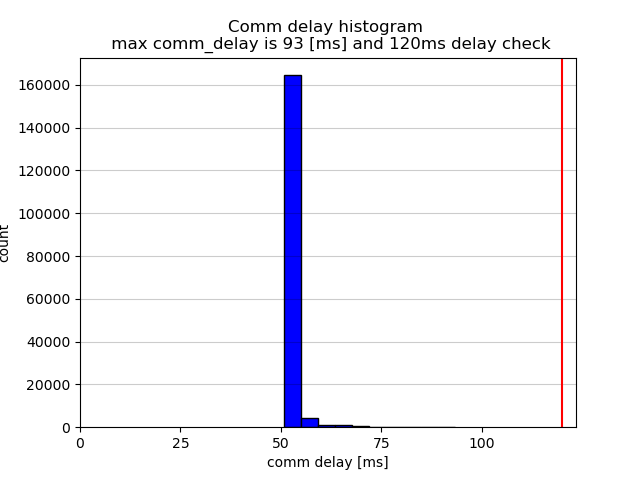 Comm delay histogram
max comm_delay is 93 [ms] and 120ms delay check
160000
140000
120000
100000
80000
60000
40000
20000
0
count
0 25 50 75 100
comm delay [ms]